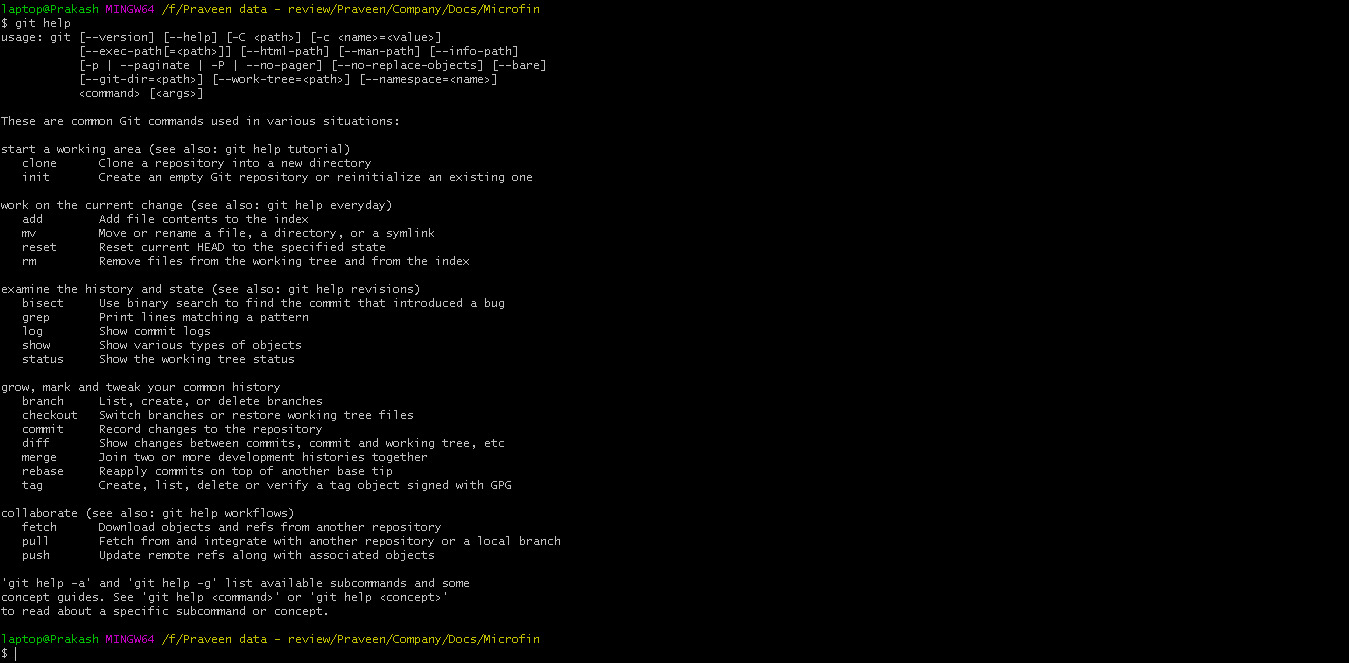 laptop@Prakash MINGW64 /f/Praveen data - review/Praveen/Company/Docs/Microfin
$ git help
usage: git [--version] [--help] [-C <path>] [-c <name>=<value>]
           [--exec-path[=<path>]] [--html-path] [--man-path] [--info-path]
           [-p | --paginate | -P | --no-pager] [--no-replace-objects] [--bare]
           [--git-dir=<path>] [--work-tree=<path>] [--namespace=<name>]
           <command> [<args>]

These are common Git commands used in various situations:

start a working area (see also: git help tutorial)
   clone      Clone a repository into a new directory
   init       Create an empty Git repository or reinitialize an existing one

work on the current change (see also: git help everyday)
   add        Add file contents to the index
   mv         Move or rename a file, a directory, or a symlink
   reset      Reset current HEAD to the specified state
   rm         Remove files from the working tree and from the index

examine the history and state (see also: git help revisions)
   bisect     Use binary search to find the commit that introduced a bug
   grep       Print lines matching a pattern
   log        Show commit logs
   show       Show various types of objects
   status     Show the working tree status

grow, mark and tweak your common history
   branch     List, create, or delete branches
   checkout   Switch branches or restore working tree files
   commit     Record changes to the repository
   diff       Show changes between commits, commit and working tree, etc
   merge      Join two or more development histories together
   rebase     Reapply commits on top of another base tip
   tag        Create, list, delete or verify a tag object signed with GPG

collaborate (see also: git help workflows)
   fetch      Download objects and refs from another repository
   pull       Fetch from and integrate with another repository or a local branch
   push       Update remote refs along with associated objects

'git help -a' and 'git help -g' list available subcommands and some
concept guides. See 'git help <command>' or 'git help <concept>'
to read about a specific subcommand or concept.

laptop@Prakash MINGW64 /f/Praveen data - review/Praveen/Company/Docs/Microfin
$